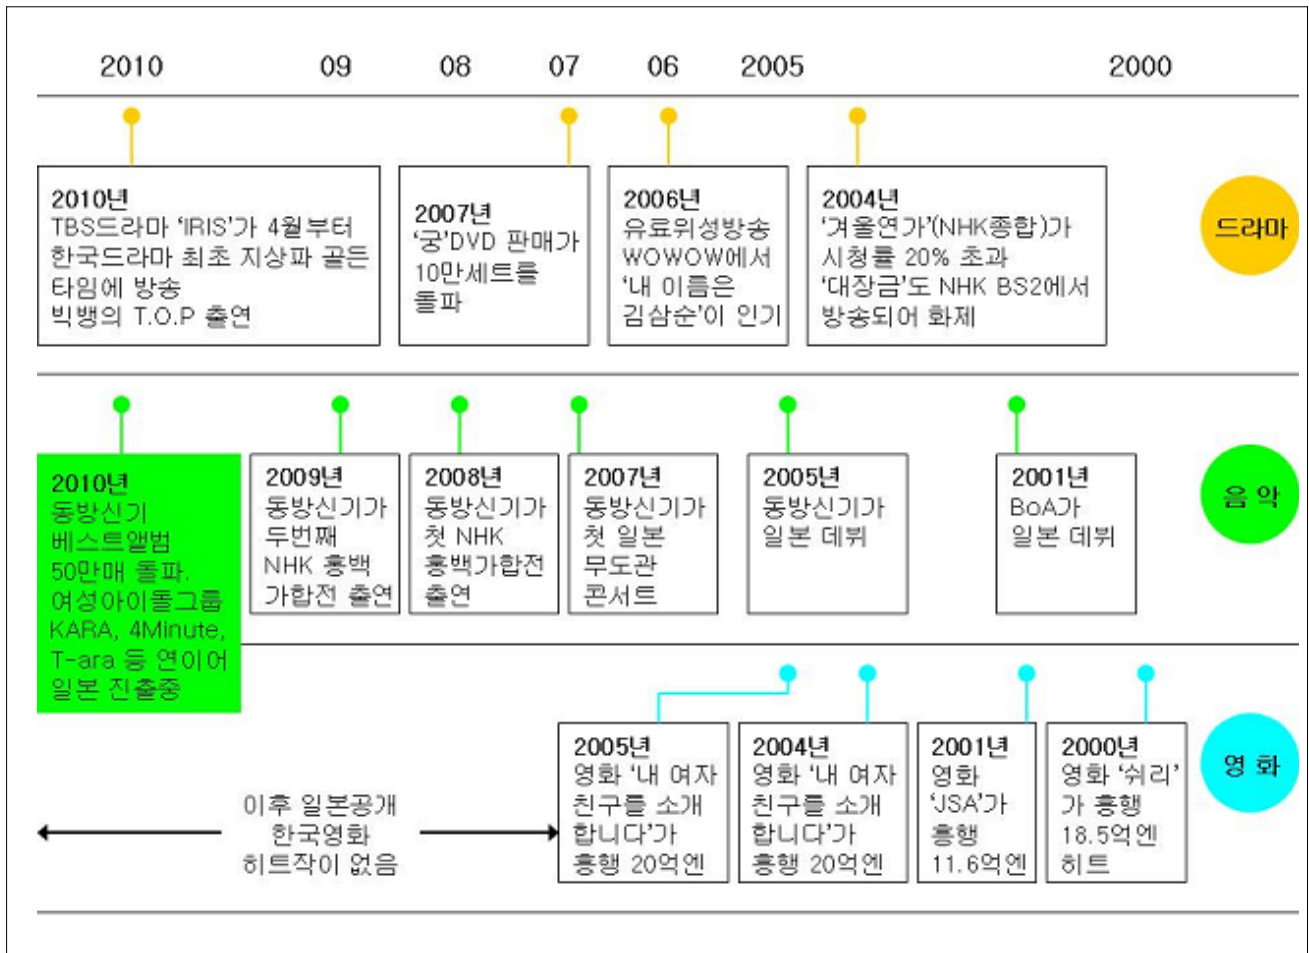 2010 09 08 07 06 2005 2000
2010년
TBS드라마 'IRIS'가 4월부터
한국드라마 최초 지상파 골든
타임에 방송
빅뱅의 T.O.P 출연
2007년
'궁'DVD 판매가
10만세트를
돌파
2006년
유료위성방송
WOWOW에서
'내 이름은
김삼순'이 인기
2004년
'겨울연가'(NHK종합)가
시청률 20% 초과
'대장금'도 NHK BS2에서
방송되어 화제
드라마
2010년
동방신기
베스트앨범
50만매 돌파.
여성아이돌그룹
KARA, 4Minute,
T-ara 등 연이어
일본 진출중
2009년
동방신기가
두번째
NHK 홍백
가합전 출연
2008년
동방신기가
첫 NHK
홍백가합전
출연
2007년
동방신기가
첫 일본
무도관
콘서트
2005년
동방신기가
일본 데뷔
2001년
BoA가
일본 데뷔
음 악
이후 일본공개
한국영화
히트작이 없음
2005년
영화 '내 여자
친구를 소개
합니다'가
흥행 20억엔
2004년
영화 '내 여자
친구를 소개
합니다'가
흥행 20억엔
2001년
영화
'JSA'가
흥행
11.6억엔
2000년
영화 '쉬리'
가 흥행
18.5억엔
히트
영 화